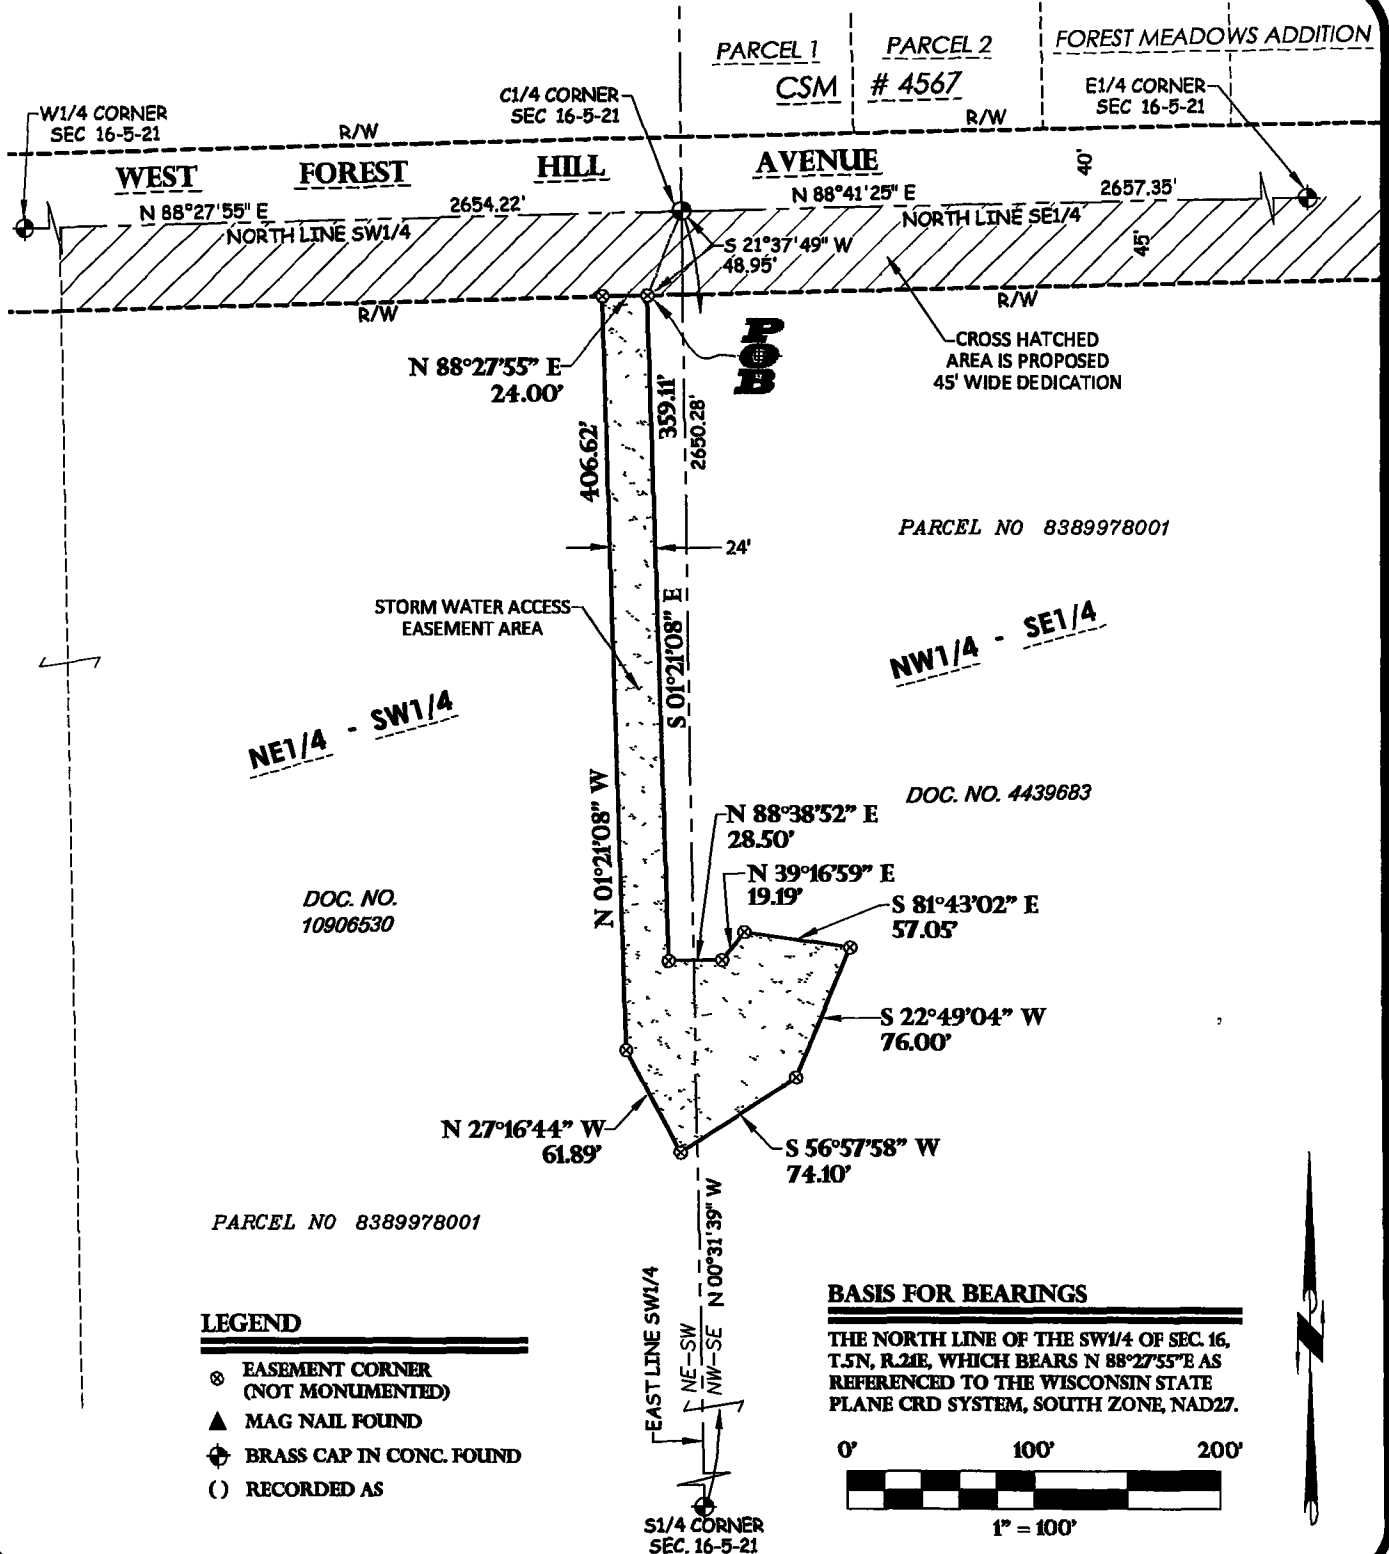 PARCEL 1
PARCEL 2
FOREST MEADOWS ADDITION
CSM
# 4567
W1/4 CORNER
SEC 16-5-21
C1/4 CORNER
SEC 16-5-21
E1/4 CORNER
SEC 16-5-21
R/W
R/W
WEST FOREST HILL AVENUE
40'
N 88°27'55" E
2654.22'
N 88°41'25" E
2657.35'
NORTH LINE SW1/4
NORTH LINE SE1/4
45'
S 21°37'49" W
48.95'
R/W
R/W
POB
CROSS HATCHED
AREA IS PROPOSED
45' WIDE DEDICATION
N 88°27'55" E
24.00'
359.11'
2650.28'
406.62'
PARCEL NO 8389978001
24'
STORM WATER ACCESS
EASEMENT AREA
S 01°21'08" E
NW1/4 - SE1/4
NE1/4 - SW1/4
N 01°21'08" W
DOC. NO. 4439683
N 88°38'52" E
28.50'
N 39°16'59" E
19.19'
DOC. NO.
10906530
S 81°43'02" E
57.05'
S 22°49'04" W
76.00'
N 27°16'44" W
61.89'
S 56°57'58" W
74.10'
PARCEL NO 8389978001
N 00°31'39" W
EAST LINE SW1/4
NE-SW
NW-SE
LEGEND
EASEMENT CORNER
(NOT MONUMENTED)
MAG NAIL FOUND
BRASS CAP IN CONC. FOUND
() RECORDED AS
BASIS FOR BEARINGS
THE NORTH LINE OF THE SW1/4 OF SEC. 16,
T.5N, R.21E, WHICH BEARS N 88°27'55"E AS
REFERENCED TO THE WISCONSIN STATE
PLANE CRD SYSTEM, SOUTH ZONE, NAD27.
0' 100' 200'
1" = 100'
N
S1/4 CORNER
SEC. 16-5-21